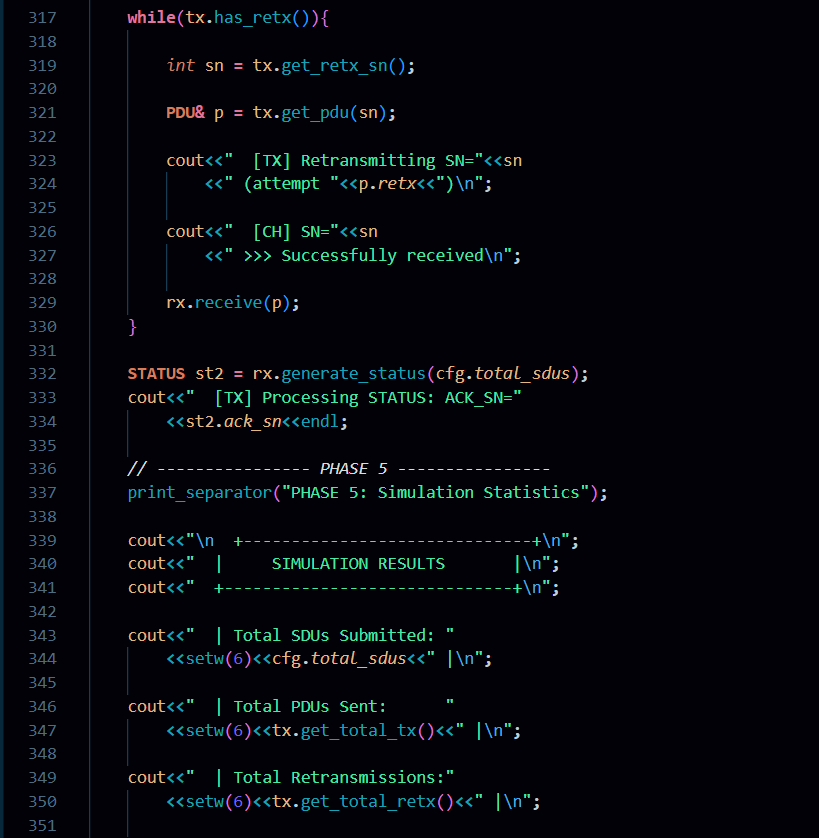 317 while(tx.has_retx()){
318
319 int sn = tx.get_retx_sn();
320
321 PDU& p = tx.get_pdu(sn);
322
323 cout<<"  [TX] Retransmitting SN="<<sn
324 <<" (attempt "<<p.retx<<")\n";
325
326 cout<<"  [CH] SN="<<sn
327 <<" >>> Successfully received\n";
328
329 rx.receive(p);
330 }
331
332 STATUS st2 = rx.generate_status(cfg.total_sdus);
333 cout<<"  [TX] Processing STATUS: ACK_SN="
334 <<st2.ack_sn<<endl;
335
336 // ---------------- PHASE 5 ----------------
337 print_separator("PHASE 5: Simulation Statistics");
338
339 cout<<"\n  +------------------------------+\n";
340 cout<<"  |     SIMULATION RESULTS       |\n";
341 cout<<"  +------------------------------+\n";
342
343 cout<<"  | Total SDUs Submitted: "
344 <<setw(6)<<cfg.total_sdus<<" |\n";
345
346 cout<<"  | Total PDUs Sent:      "
347 <<setw(6)<<tx.get_total_tx()<<" |\n";
348
349 cout<<"  | Total Retransmissions:"
350 <<setw(6)<<tx.get_total_retx()<<" |\n";
351